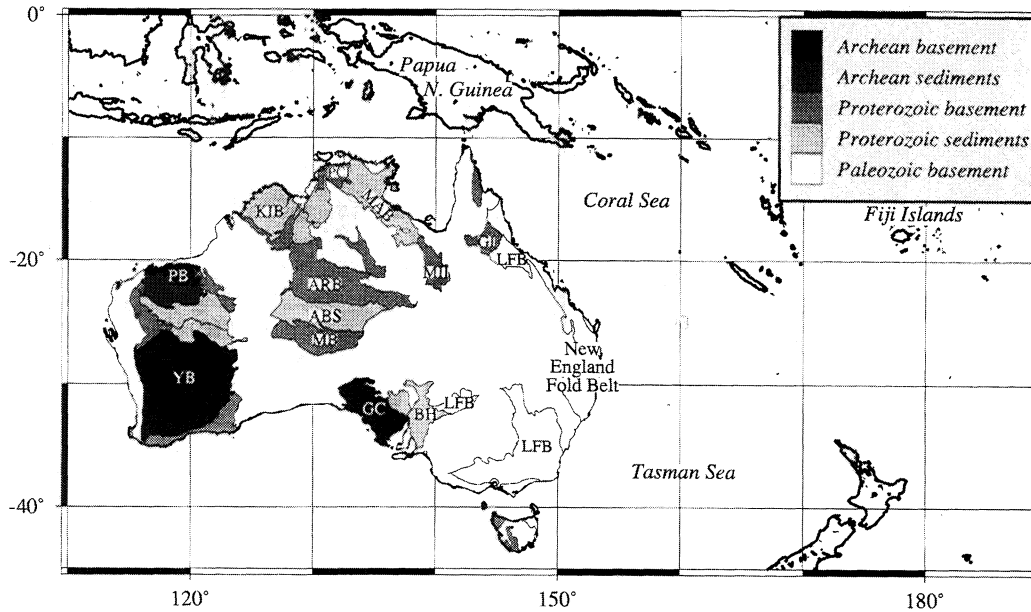 0°
-20°
-40°
120°
150°
180°
Archean basement
Archean sediments
Proterozoic basement
Proterozoic sediments
Paleozoic basement
Papua
N. Guinea
Coral Sea
Fiji Islands
Tasman Sea
KIB
MAB
PB
ARB
ABS
MB
YB
GC
BH
LFB
LFB
LFB
New
England
Fold Belt